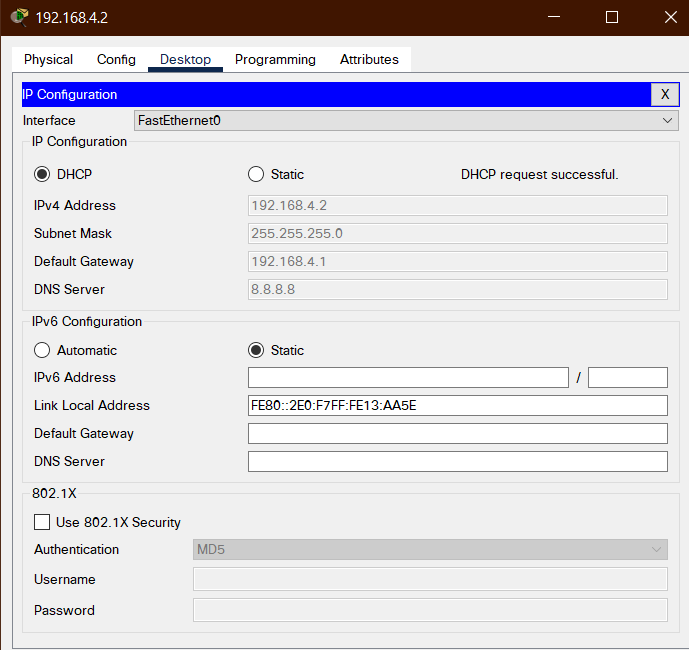 192.168.4.2
Physical Config Desktop Programming Attributes
IP Configuration X
Interface FastEthernet0
IP Configuration
DHCP Static DHCP request successful.
IPv4 Address 192.168.4.2
Subnet Mask 255.255.255.0
Default Gateway 192.168.4.1
DNS Server 8.8.8.8
IPv6 Configuration
Automatic Static
IPv6 Address /
Link Local Address FE80::2E0:F7FF:FE13:AA5E
Default Gateway
DNS Server
802.1X
Use 802.1X Security
Authentication MD5
Username
Password